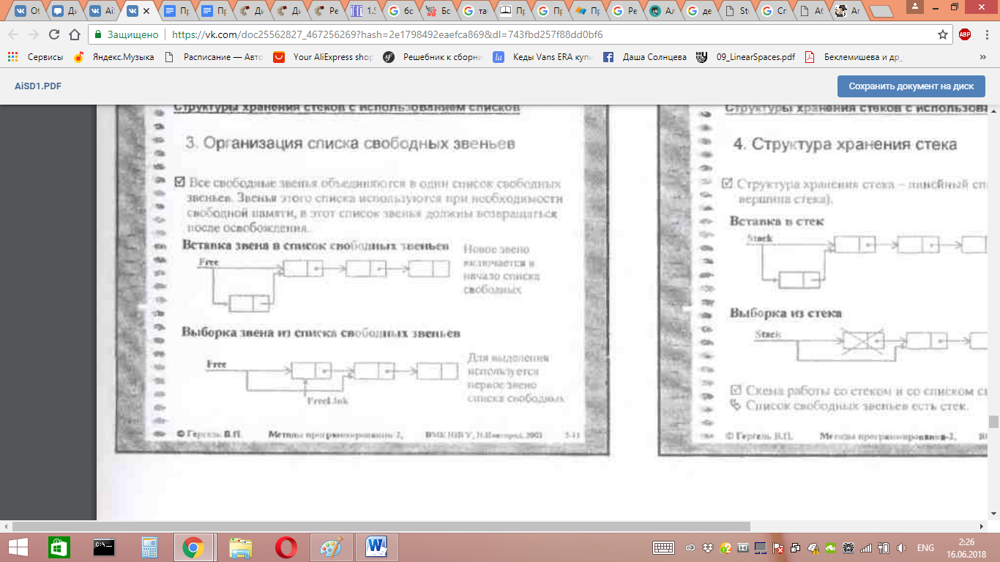 От
Ди
Ai
Пр
Пр
Ди
Ди
Ре
1.3
бс
Бс
та
Пр
Пр
Пр
Ре
Ал
де
Stu
Сг
Аб
Ar
Защищено
https://vk.com/doc25562827_467256269?hash=2e1798492eaefca869&dl=743fbd257f88dd0bf6
ABP
Сервисы
Яндекс.Музыка
Расписание — Авто
Your AliExpress shop
Решебник к сборни
Кеды Vans ERA купи
Даша Солнцева
09_LinearSpaces.pdf
Беклемишева и др_
»
AiSD1.PDF
Сохранить документ на диск
Структуры хранения стеков с использованием списков
3. Организация списка свободных звеньев
Все свободные звенья объединяются в один список свободных
звеньев. Звенья этого списка используются при необходимости
свободной памяти, в этот список звенья должны возвращаться
после освобождения.
Вставка звена в список свободных звеньев
Free
Новое звено
включается в
начало списка
свободных
Выборка звена из списка свободных звеньев
Free
FreeLink
Для выделения
используется
первое звено
списка свободных
© Гергель В.П.
Методы программирования 2,
ВМК ННГУ, Н.Новгород, 2003
5-11
Структуры хранения стеков с использова
4. Структура хранения стека
Структура хранения стека – линейный спи
вершина стека).
Вставка в стек
Stack
Выборка из стека
Stack
Схема работы со стеком и со списком св
Список свободных звеньев есть стек.
© Гергель В.П.
Методы программирования-2,
C:\
ENG
2:26
16.06.2018